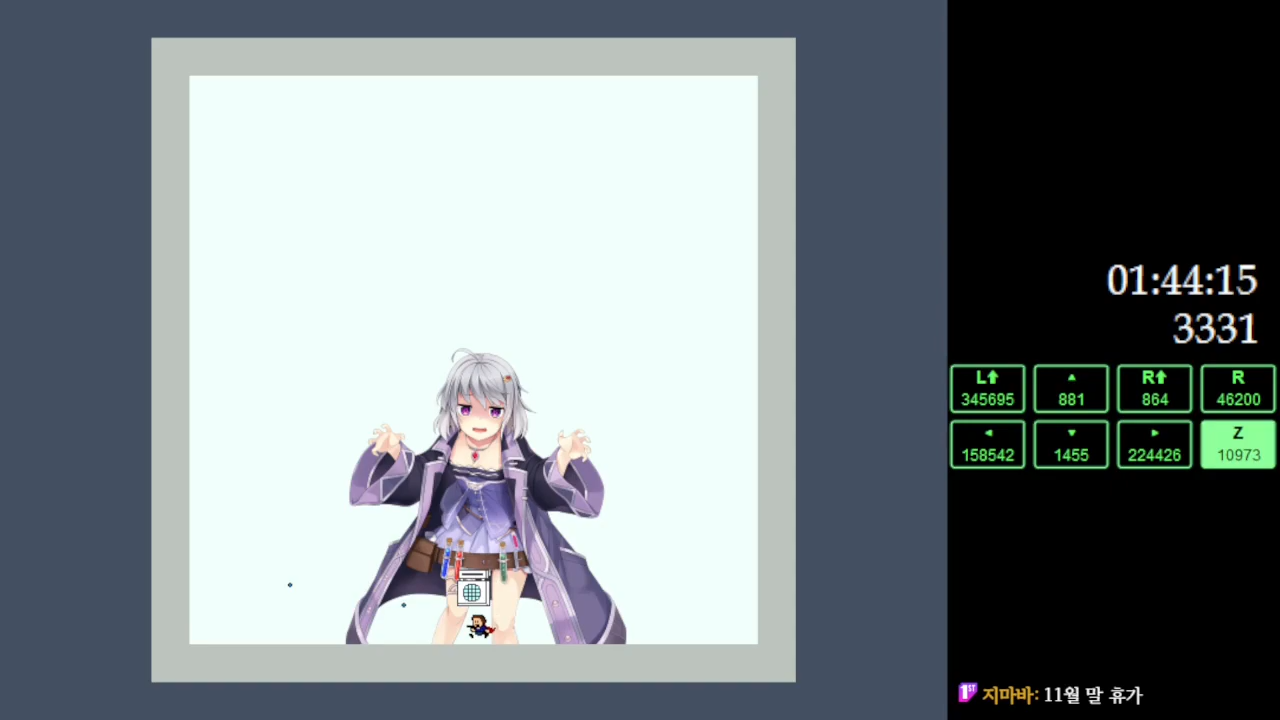 01:44:15
3331
L⬆ ▲ R⬆ R
345695 881 864 46200
◄ ▼ ► Z
158542 1455 224426 10973
1ST 지마바: 11월 말 휴가